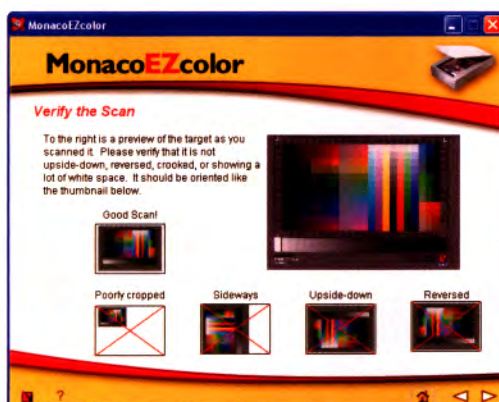 MonacoEZcolor
MonacoEZcolor
Verify the Scan
To the right is a preview of the target as you
scanned it. Please verify that it is not
upside-down, reversed, crooked, or showing a
lot of white space. It should be oriented like
the thumbnail below.
Good Scan!
Poorly cropped
Sideways
Upside-down
Reversed
?